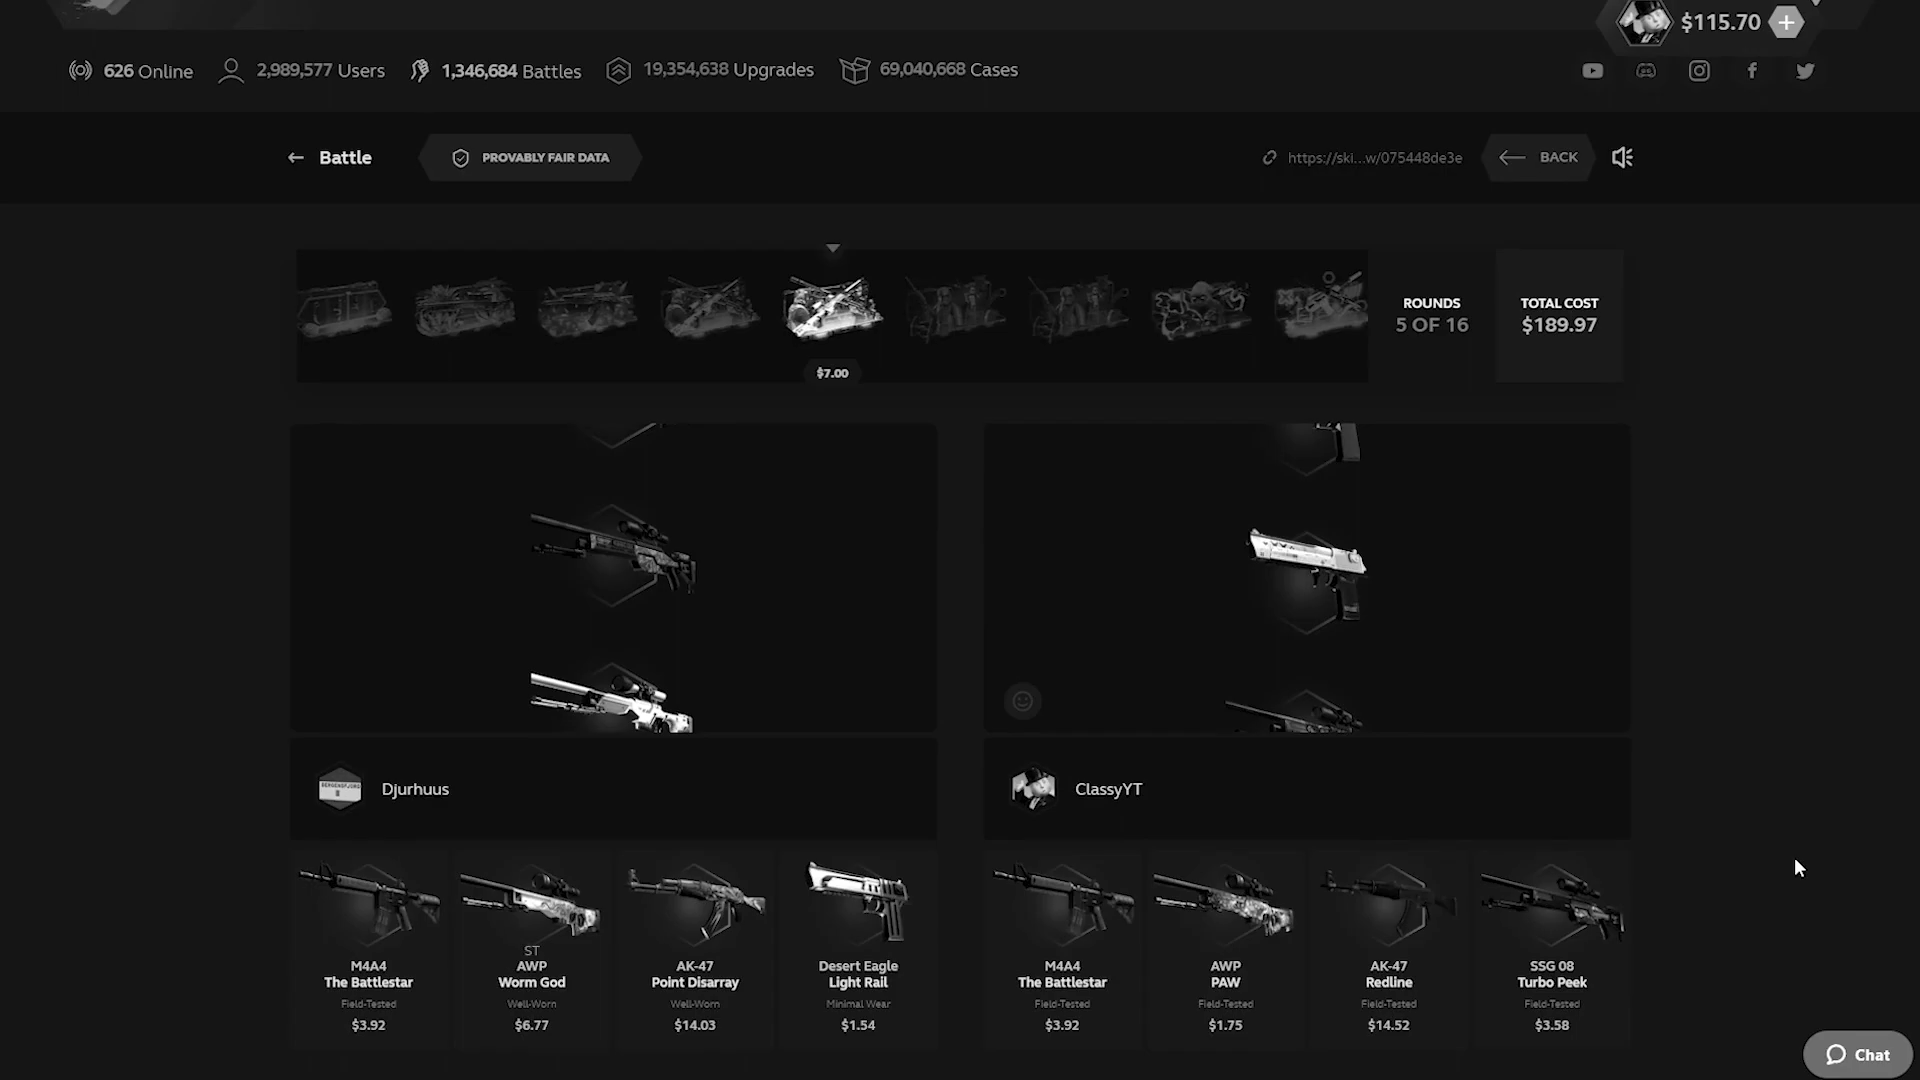 $115.70
626 Online
2,989,577 Users
1,346,684 Battles
19,354,638 Upgrades
69,040,668 Cases
Battle
PROVABLY FAIR DATA
https://ski...w/075448de3e
BACK
$7.00
ROUNDS
5 OF 16
TOTAL COST
$189.97
Djurhuus
ClassyYT
M4A4
The Battlestar
Field-Tested
$3.92
ST
AWP
Worm God
Well-Worn
$6.77
AK-47
Point Disarray
Well-Worn
$14.03
Desert Eagle
Light Rail
Minimal Wear
$1.54
M4A4
The Battlestar
Field-Tested
$3.92
AWP
PAW
Field-Tested
$1.75
AK-47
Redline
Field-Tested
$14.52
SSG 08
Turbo Peek
Field-Tested
$3.58
Chat